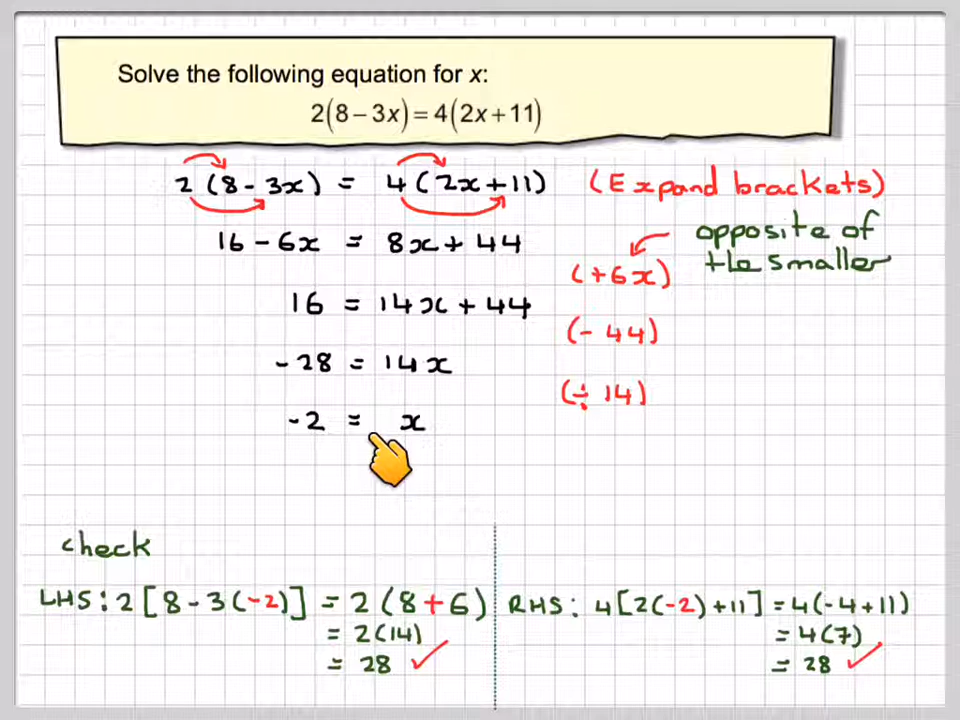 Solve the following equation for x:
2(8 – 3x) = 4(2x + 11)
2(8 - 3x) = 4(2x + 11) (Expand brackets)
16 - 6x = 8x + 44 (+6x) opposite of
the smaller
16 = 14x + 44 (- 44)
-28 = 14x (÷ 14)
-2 = x
check
LHS: 2[8 - 3(-2)] = 2(8 + 6)
= 2(14)
= 28 ✓
RHS: 4[2(-2) + 11] = 4(-4 + 11)
= 4(7)
= 28 ✓